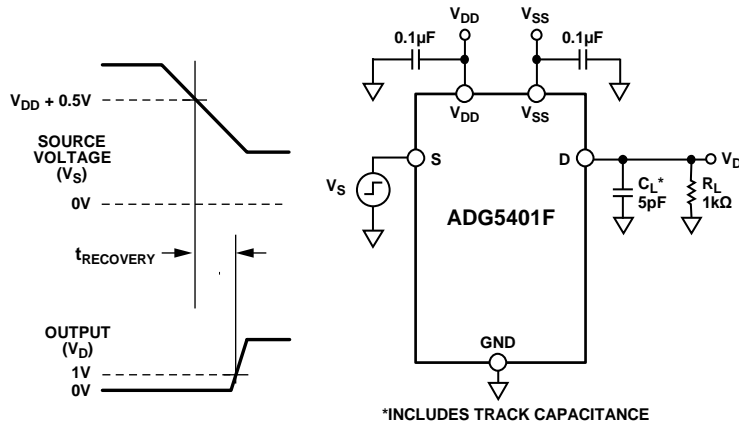 V_DD + 0.5V
SOURCE
VOLTAGE
(V_S)
0V
t_RECOVERY
OUTPUT
(V_D)
1V
0V
V_DD
V_SS
0.1µF
0.1µF
V_DD
V_SS
S
D
V_S
V_D
C_L*
5pF
R_L
1kΩ
ADG5401F
GND
*INCLUDES TRACK CAPACITANCE